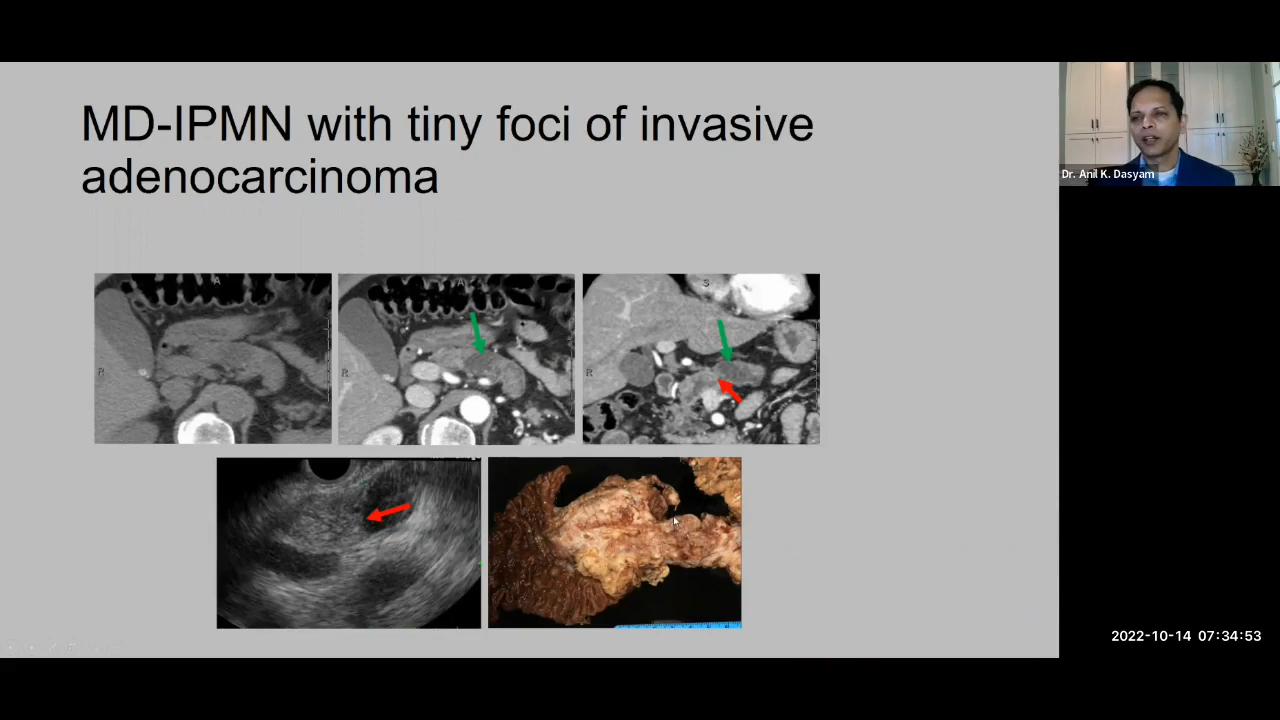 MD-IPMN with tiny foci of invasive
adenocarcinoma
Dr. Anil K. Dasyam
A
A
S
R
R
R
2022-10-14 07:34:53